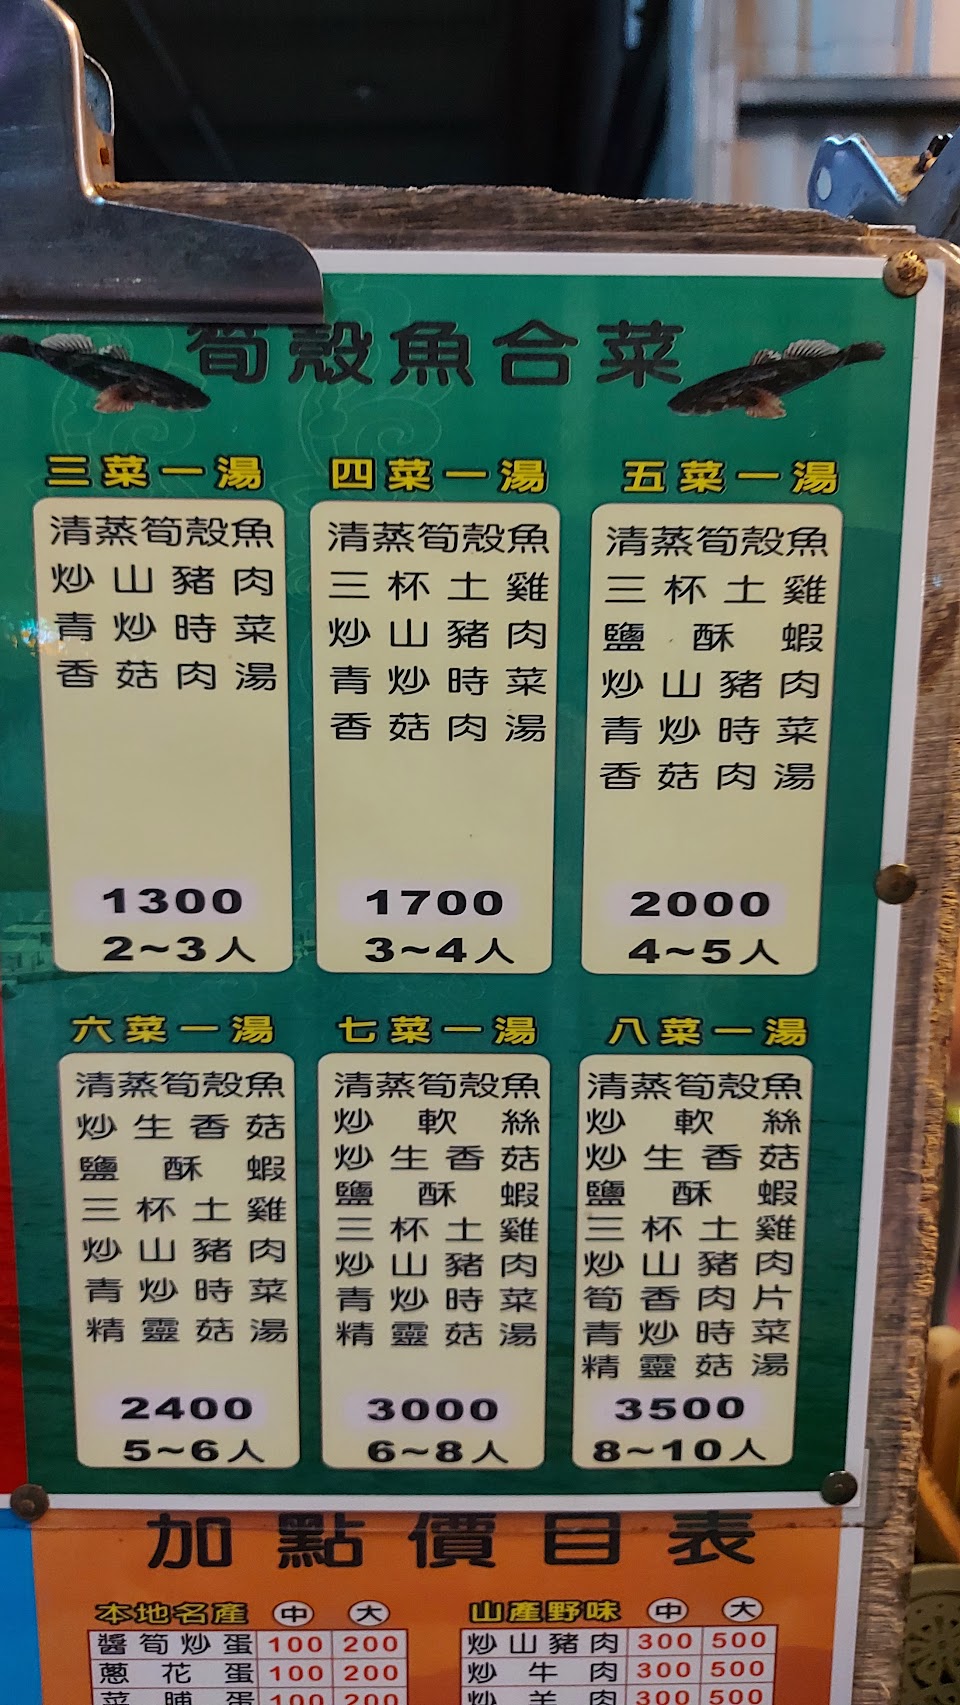 筍殼魚合菜
三菜一湯
清蒸筍殼魚
炒山豬肉
青炒時菜
香菇肉湯
1300
2~3人
四菜一湯
清蒸筍殼魚
三杯土雞
炒山豬肉
青炒時菜
香菇肉湯
1700
3~4人
五菜一湯
清蒸筍殼魚
三杯土雞
鹽酥蝦
炒山豬肉
青炒時菜
香菇肉湯
2000
4~5人
六菜一湯
清蒸筍殼魚
炒生香菇
鹽酥蝦
三杯土雞
炒山豬肉
青炒時菜
精靈菇湯
2400
5~6人
七菜一湯
清蒸筍殼魚
炒軟絲
炒生香菇
鹽酥蝦
三杯土雞
炒山豬肉
青炒時菜
精靈菇湯
3000
6~8人
八菜一湯
清蒸筍殼魚
炒軟絲
炒生香菇
鹽酥蝦
三杯土雞
炒山豬肉
筍香肉片
青炒時菜
精靈菇湯
3500
8~10人
加點價目表
本地名產 中 大
醬筍炒蛋 100 200
蔥花蛋 100 200
菜脯蛋 100 200
山產野味 中 大
炒山豬肉 300 500
炒牛肉 300 500
炒羊肉 300 500